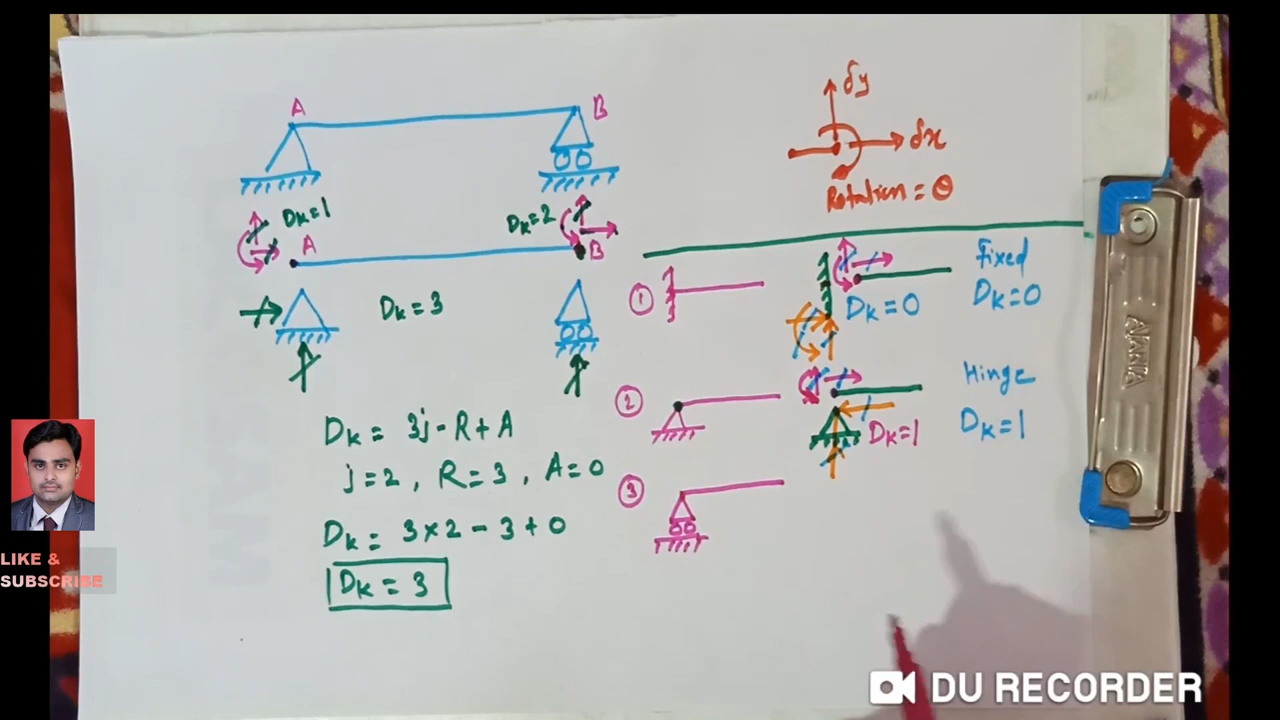 A
B
Dk=1
Dk=2
A
B
Dk=3
Dk = 3j - R + A
j=2, R=3, A=0
Dk = 3×2 - 3 + 0
Dk = 3
δy
δx
Rotation = θ
1
Dk=0
Fixed
Dk=0
2
Dk=1
Hinge
Dk=1
3
AJANTA
LIKE &
SUBSCRIBE
DU RECORDER